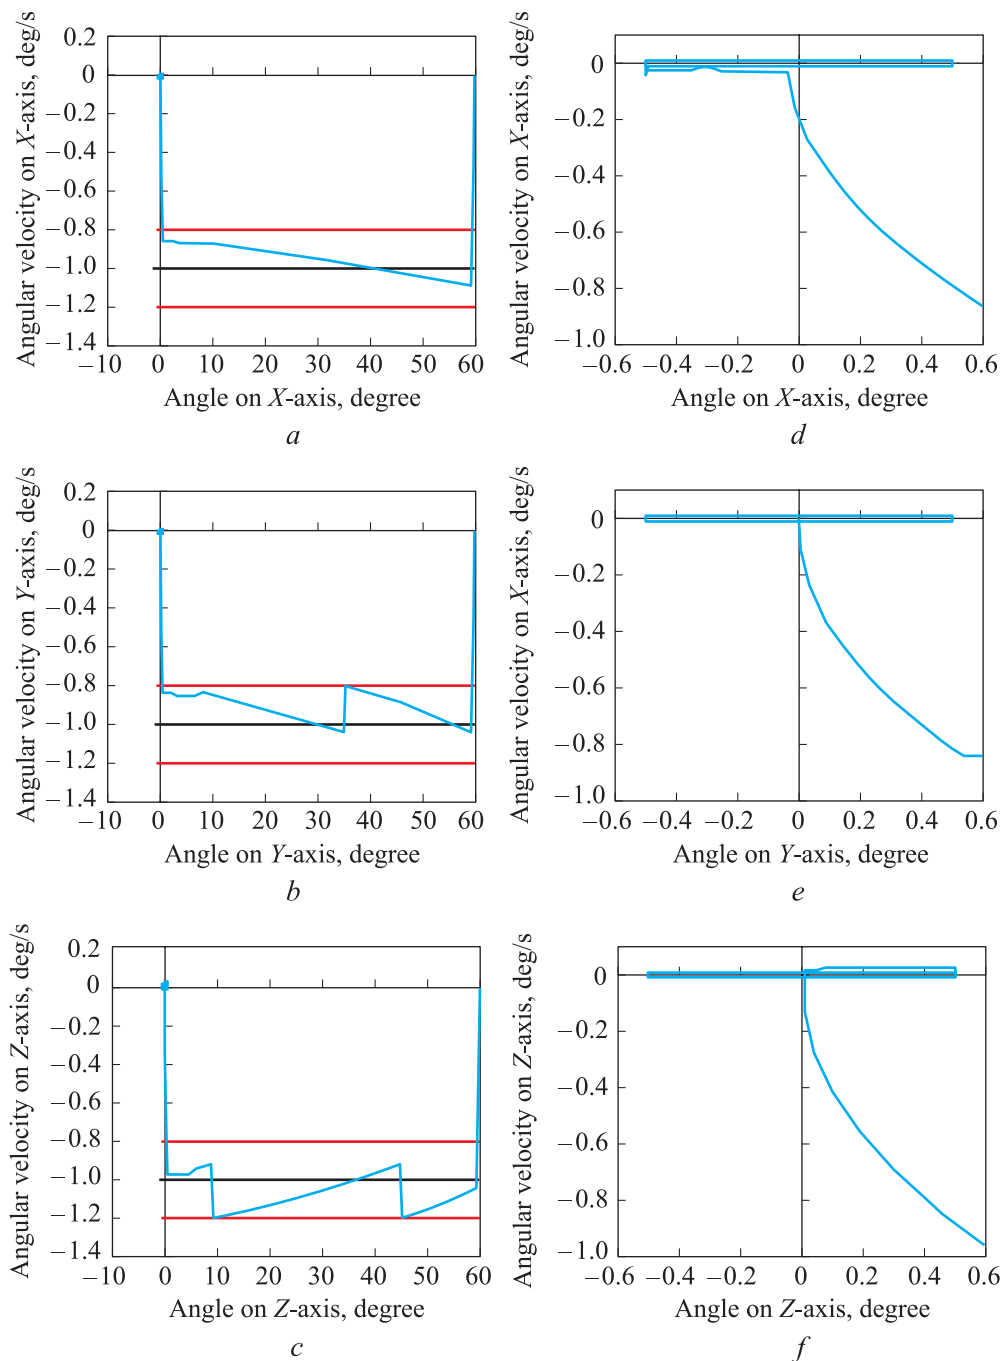 Angular velocity on X-axis, deg/s
0.2
0
−0.2
−0.4
−0.6
−0.8
−1.0
−1.2
−1.4
−10 0 10 20 30 40 50 60
Angle on X-axis, degree
a
Angular velocity on X-axis, deg/s
0
−0.2
−0.4
−0.6
−0.8
−1.0
−0.6 −0.4 −0.2 0 0.2 0.4 0.6
Angle on X-axis, degree
d
Angular velocity on Y-axis, deg/s
0.2
0
−0.2
−0.4
−0.6
−0.8
−1.0
−1.2
−1.4
−10 0 10 20 30 40 50 60
Angle on Y-axis, degree
b
Angular velocity on X-axis, deg/s
0
−0.2
−0.4
−0.6
−0.8
−1.0
−0.6 −0.4 −0.2 0 0.2 0.4 0.6
Angle on Y-axis, degree
e
Angular velocity on Z-axis, deg/s
0.2
0
−0.2
−0.4
−0.6
−0.8
−1.0
−1.2
−1.4
−10 0 10 20 30 40 50 60
Angle on Z-axis, degree
c
Angular velocity on Z-axis, deg/s
0
−0.2
−0.4
−0.6
−0.8
−1.0
−0.6 −0.4 −0.2 0 0.2 0.4 0.6
Angle on Z-axis, degree
f